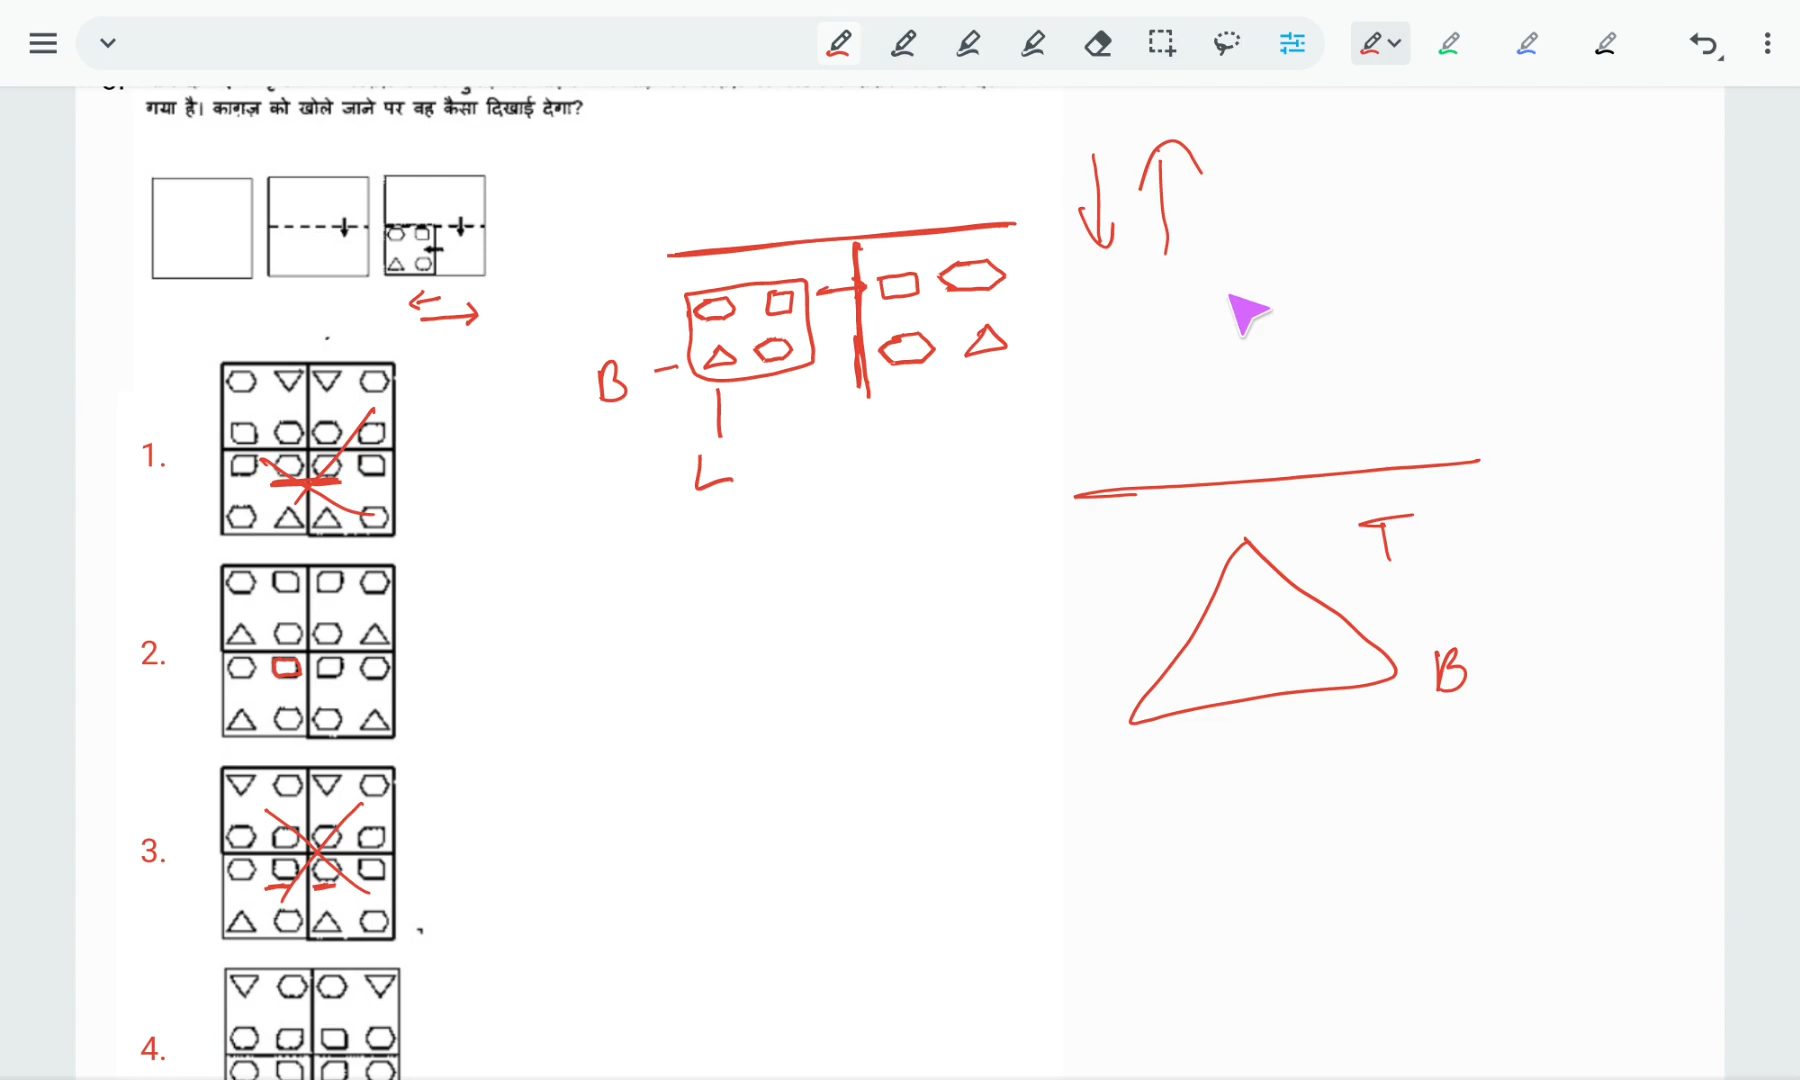 गया है। कागज़ को खोले जाने पर वह कैसा दिखाई देगा?
B
L
T
B
1.
2.
3.
4.